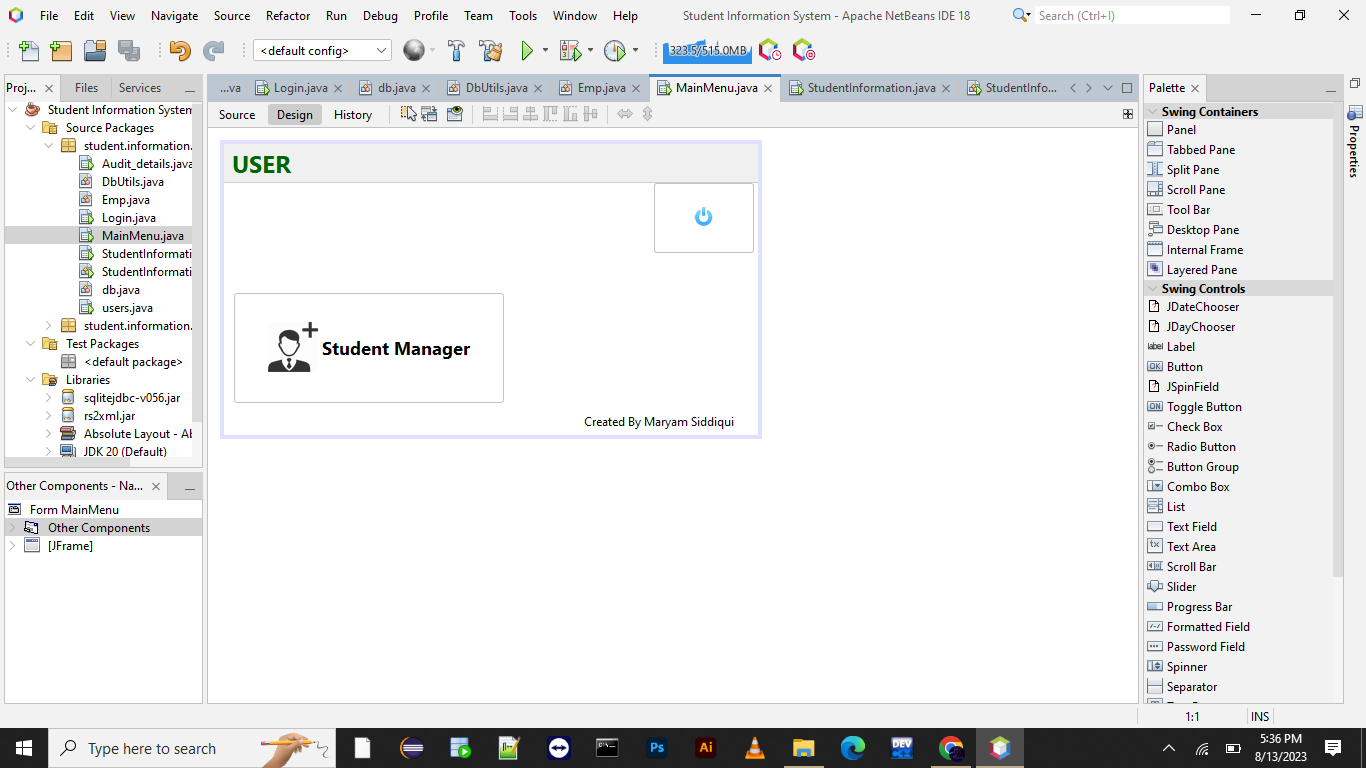 File Edit View Navigate Source Refactor Run Debug Profile Team Tools Window Help Student Information System - Apache NetBeans IDE 18 Search (Ctrl+I)
<default config> 323.5/515.0MB
Proj... Files Services ...va Login.java db.java DbUtils.java Emp.java MainMenu.java StudentInformation.java StudentInfo... Palette
Source Design History
Student Information System
Source Packages
student.information.
Audit_details.java
DbUtils.java
Emp.java
Login.java
MainMenu.java
StudentInformati
StudentInformati
db.java
users.java
student.information.
Test Packages
<default package>
Libraries
sqlitejdbc-v056.jar
rs2xml.jar
Absolute Layout - Ab
JDK 20 (Default)
Other Components - Na...
Form MainMenu
Other Components
[JFrame]
USER
Student Manager
Created By Maryam Siddiqui
Swing Containers
Panel
Tabbed Pane
Split Pane
Scroll Pane
Tool Bar
Desktop Pane
Internal Frame
Layered Pane
Swing Controls
JDateChooser
JDayChooser
label Label
OK Button
JSpinField
ON Toggle Button
Check Box
Radio Button
Button Group
Combo Box
List
Text Field
Text Area
Scroll Bar
Slider
Progress Bar
Formatted Field
Password Field
Spinner
Separator
Properties
1:1 INS
Type here to search
Ps
Ai
DEV
5:36 PM
8/13/2023